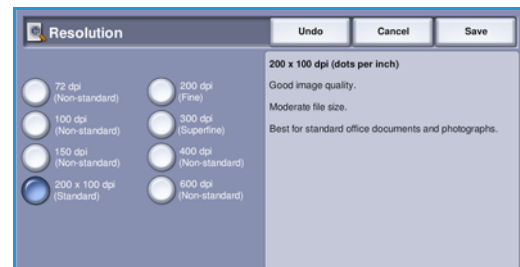 Resolution
Undo
Cancel
Save
72 dpi
(Non-standard)
100 dpi
(Non-standard)
150 dpi
(Non-standard)
200 x 100 dpi
(Standard)
200 dpi
(Fine)
300 dpi
(Superfine)
400 dpi
(Non-standard)
600 dpi
(Non-standard)
200 x 100 dpi (dots per inch)
Good image quality.
Moderate file size.
Best for standard office documents and photographs.